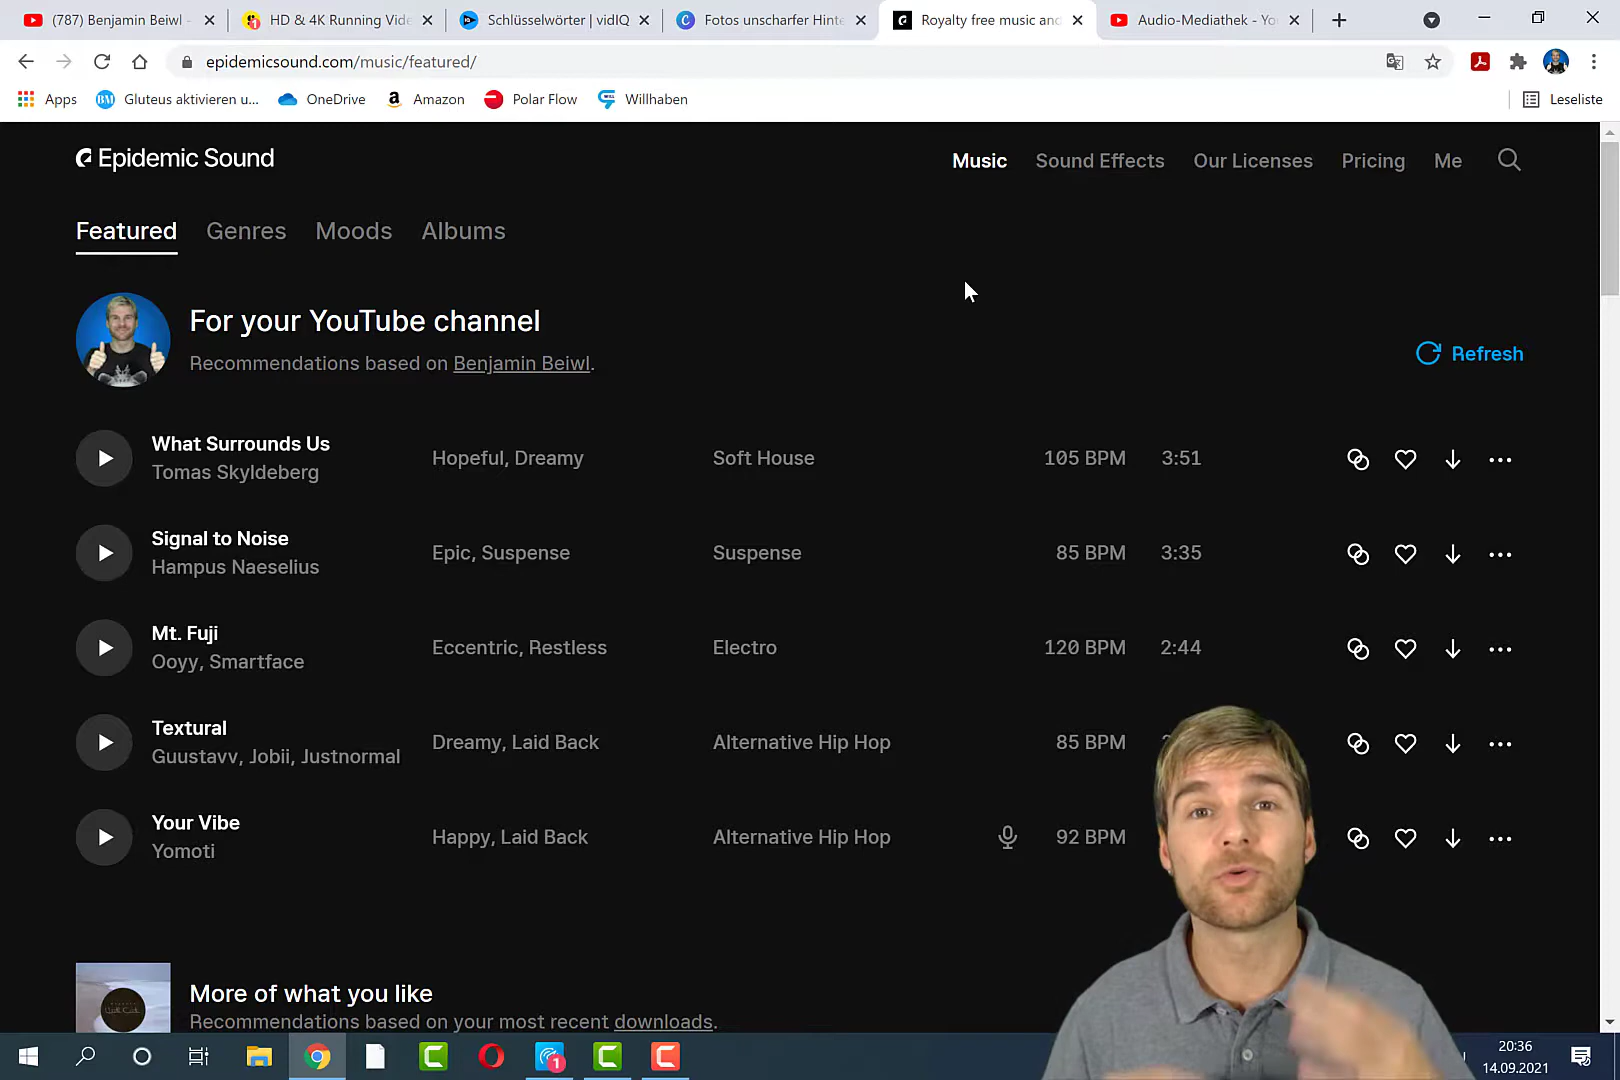 (787) Benjamin Beiwl -
HD & 4K Running Vide
Schlüsselwörter | vidIQ
Fotos unscharfer Hinte
Royalty free music and
Audio-Mediathek - You
epidemicsound.com/music/featured/
Apps
Gluteus aktivieren u...
OneDrive
Amazon
Polar Flow
Willhaben
Leseliste
Epidemic Sound
Music
Sound Effects
Our Licenses
Pricing
Me
Featured
Genres
Moods
Albums
For your YouTube channel
Recommendations based on Benjamin Beiwl.
Refresh
What Surrounds Us
Tomas Skyldeberg
Hopeful, Dreamy
Soft House
105 BPM
3:51
Signal to Noise
Hampus Naeselius
Epic, Suspense
Suspense
85 BPM
3:35
Mt. Fuji
Ooyy, Smartface
Eccentric, Restless
Electro
120 BPM
2:44
Textural
Guustavv, Jobii, Justnormal
Dreamy, Laid Back
Alternative Hip Hop
85 BPM
Your Vibe
Yomoti
Happy, Laid Back
Alternative Hip Hop
92 BPM
More of what you like
Recommendations based on your most recent downloads.
1
20:36
14.09.2021